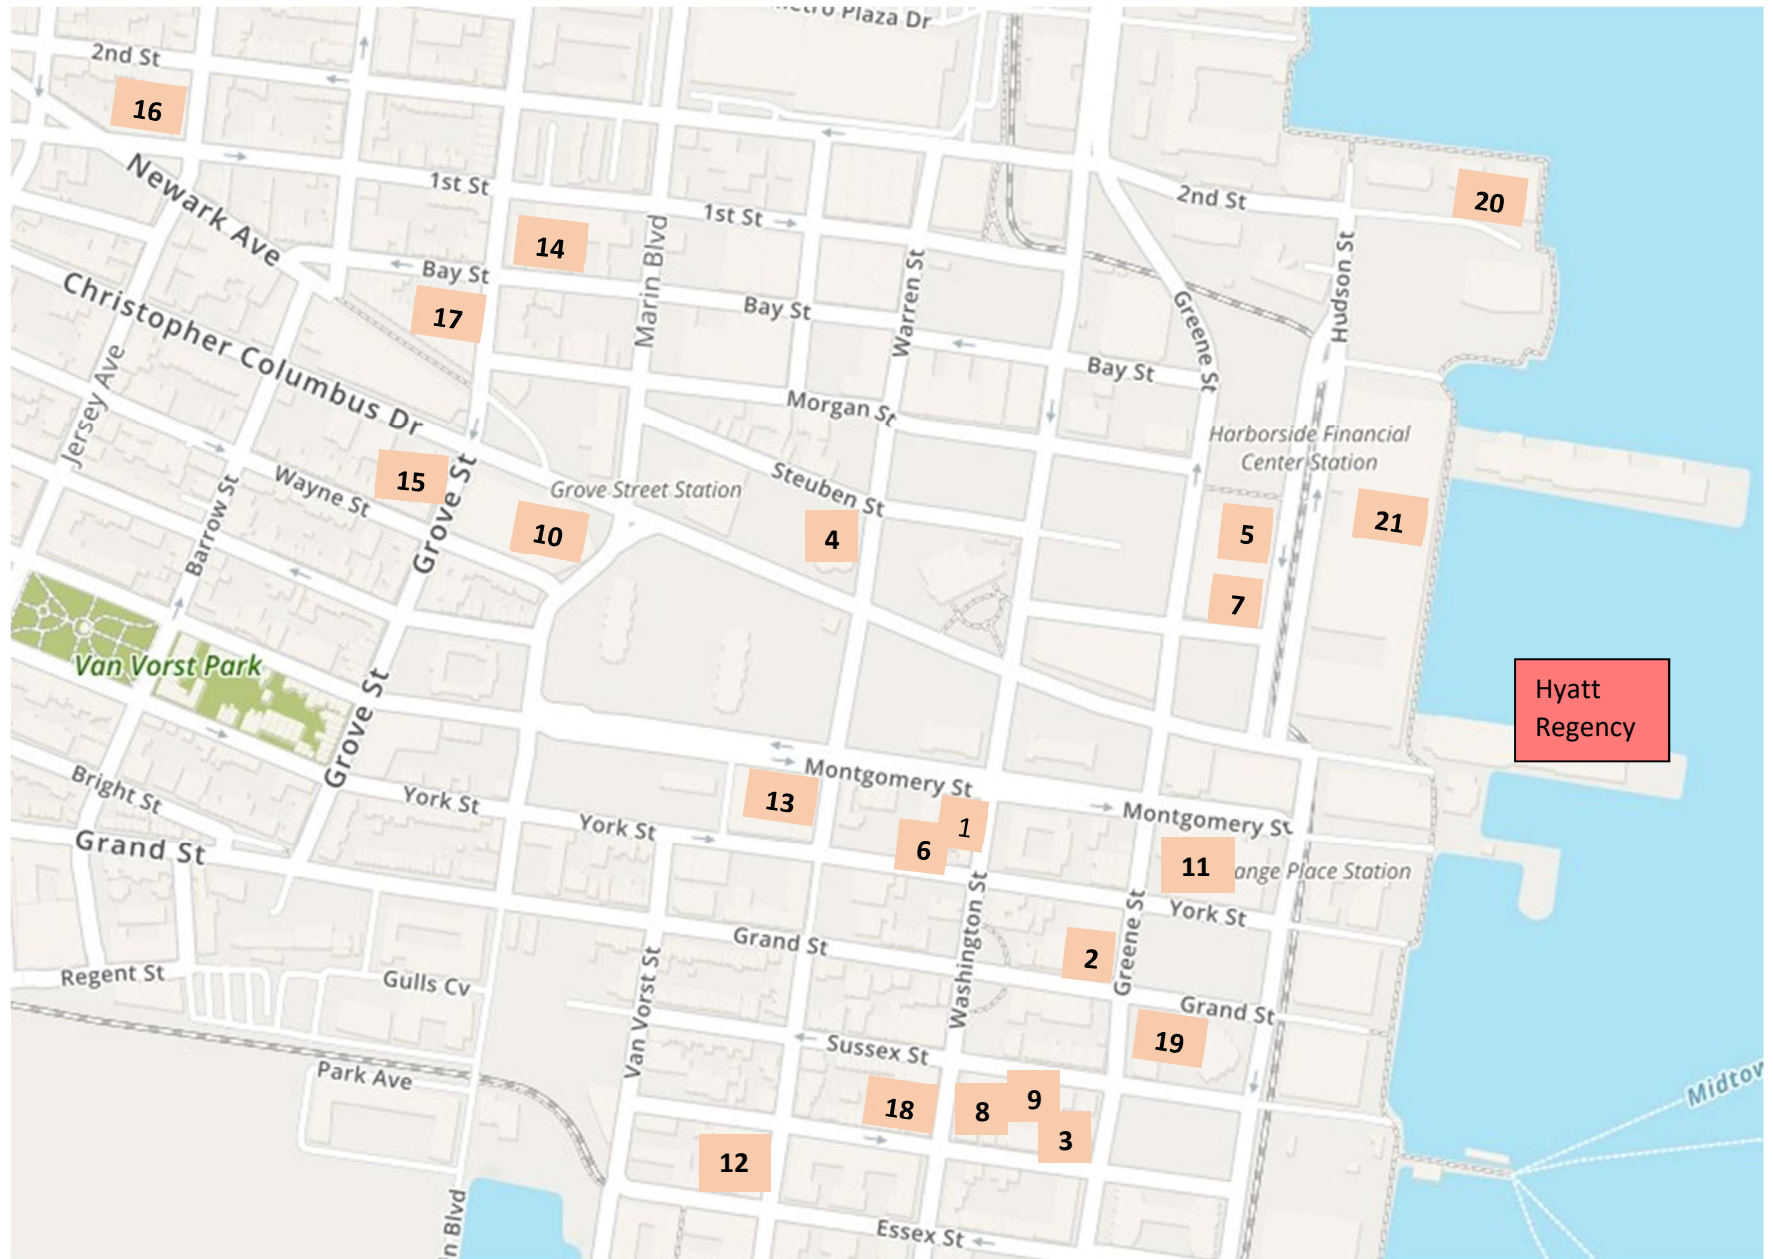 Metro Plaza Dr
2nd St
16
Newark Ave
1st St
1st St
2nd St
20
14
Marin Blvd
Bay St
17
Bay St
Warren St
Greene St
Hudson St
Christopher Columbus Dr
Jersey Ave
Bay St
Morgan St
Harborside Financial
Center Station
15
Grove St
Wayne St
Barrow St
Grove Street Station
10
Steuben St
4
5
21
7
Van Vorst Park
Grove St
Hyatt
Regency
Bright St
York St
Montgomery St
13
York St
1
6
Montgomery St
Grand St
11
ange Place Station
Washington St
York St
Greene St
2
Grand St
Regent St
Gulls Cv
Van Vorst St
Grand St
19
Sussex St
Park Ave
18
8
9
3
Midtow
12
n Blvd
Essex St